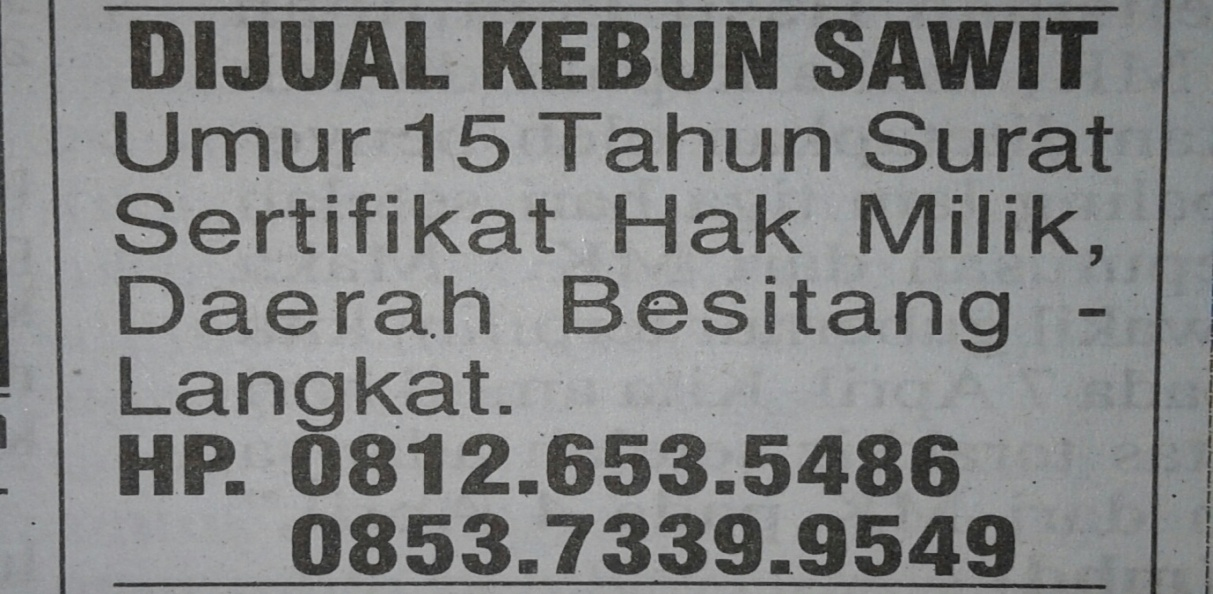 DIJUAL KEBUN SAWIT
Umur 15 Tahun Surat
Sertifikat Hak Milik,
Daerah Besitang -
Langkat.
HP. 0812.653.5486
0853.7339.9549